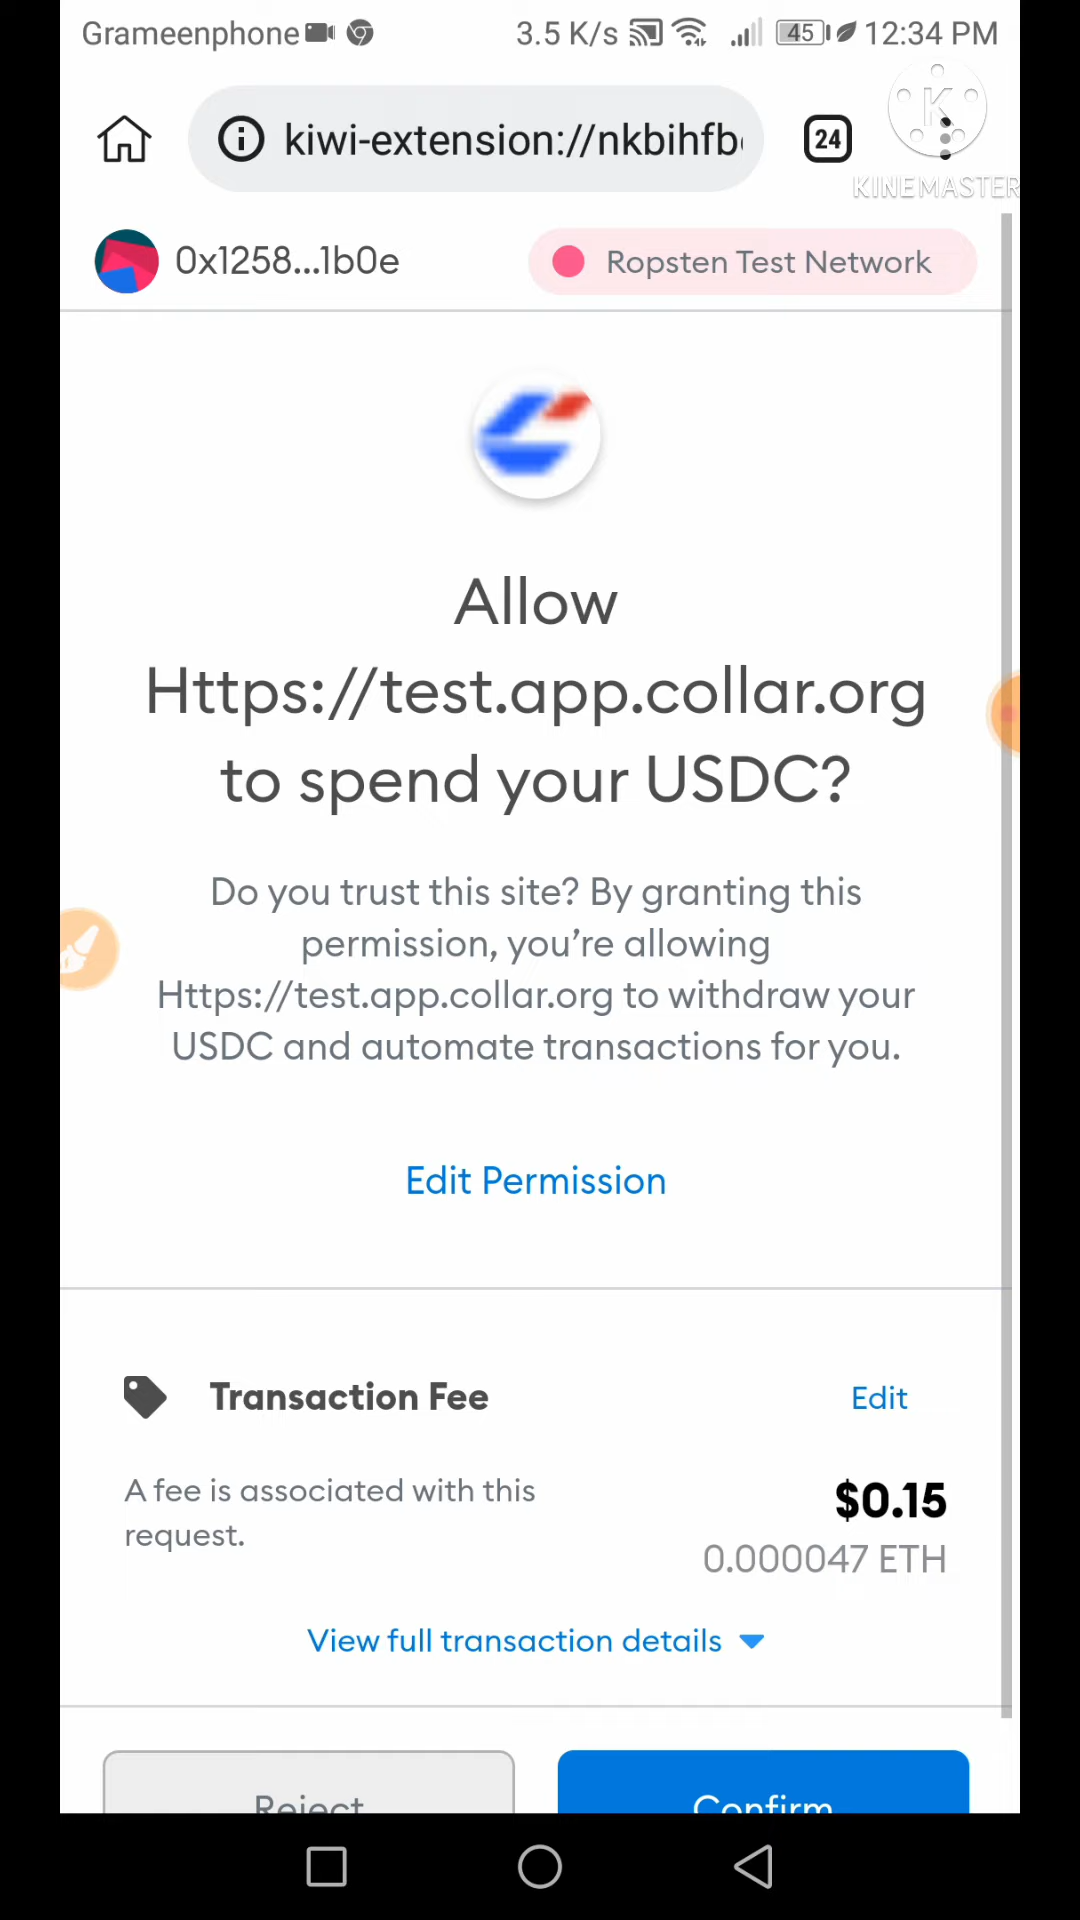 Grameenphone 3.5 K/s 45 12:34 PM
kiwi-extension://nkbihfb 24
K
KINEMASTER
0x1258...1b0e Ropsten Test Network
Allow
Https://test.app.collar.org
to spend your USDC?
Do you trust this site? By granting this
permission, you’re allowing
Https://test.app.collar.org to withdraw your
USDC and automate transactions for you.
Edit Permission
Transaction Fee Edit
A fee is associated with this
request.
$0.15
0.000047 ETH
View full transaction details
Reject Confirm